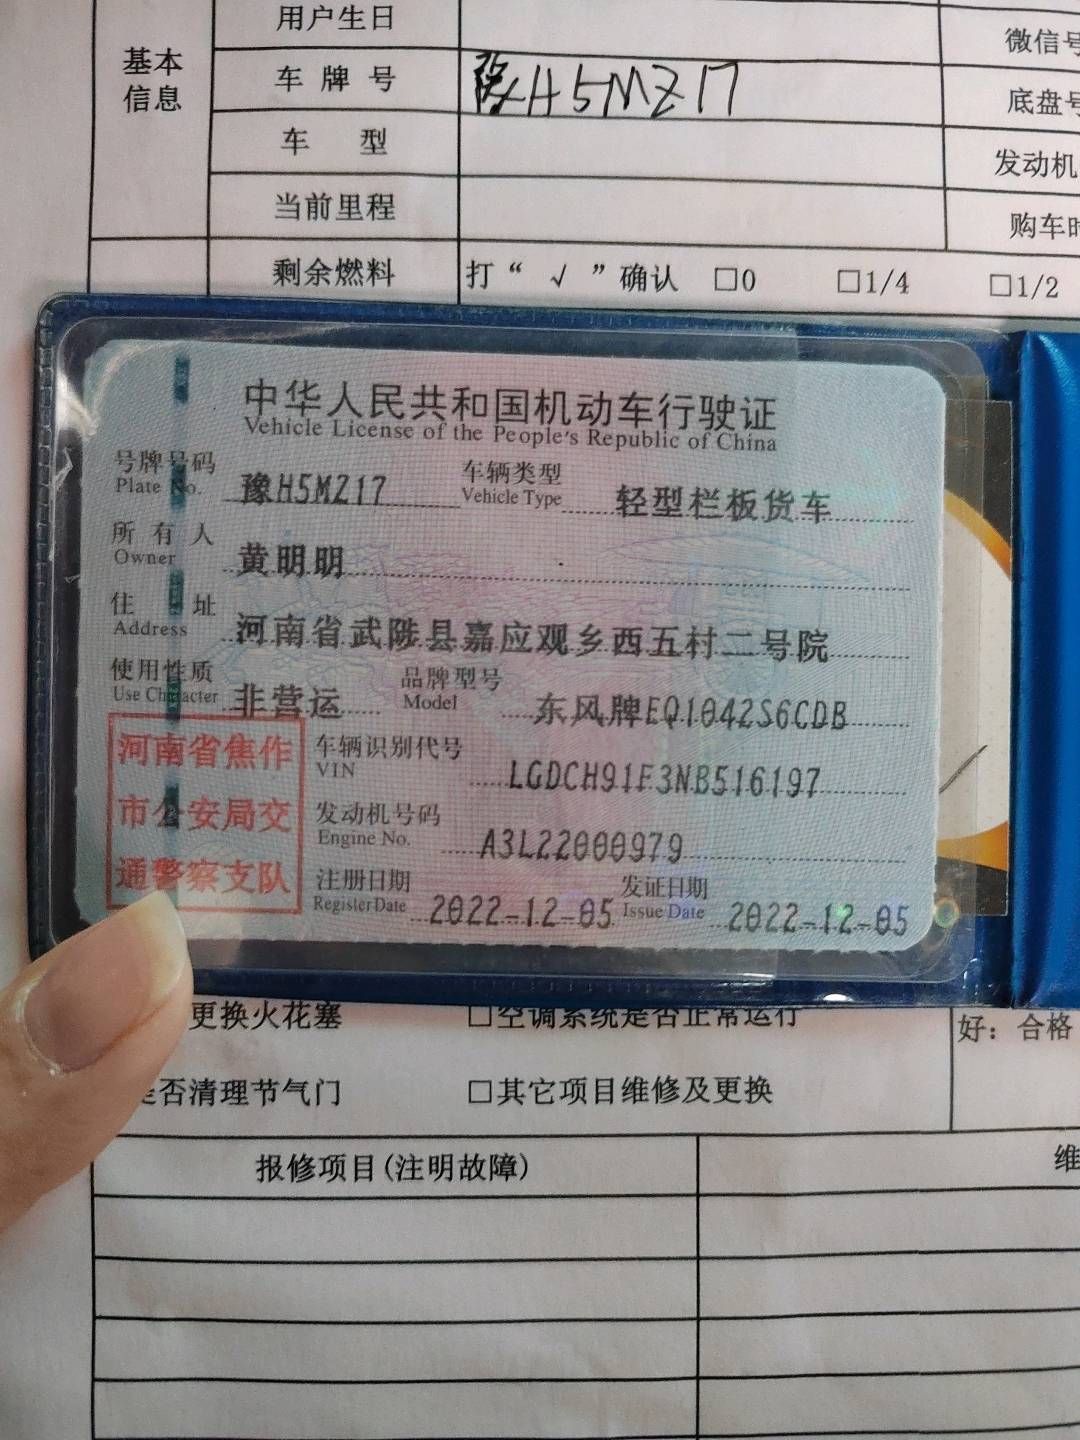 用户生日
微信号
基本
信息
车牌号
豫H5MZ17
底盘号
车型
发动机
当前里程
购车时
剩余燃料
打“√”确认 □0 □1/4 □1/2
中华人民共和国机动车行驶证
Vehicle License of the People's Republic of China
号牌号码 豫H5MZ17 车辆类型 轻型栏板货车
Plate No. Vehicle Type
所有人 黄明明
Owner
住址 河南省武陟县嘉应观乡西五村二号院
Address
使用性质 非营运 品牌型号 东风牌EQ1042S6CDB
Use Character Model
河南省焦作
市公安局交
通警察支队
车辆识别代号 LGDCH91F3NB516197
VIN
发动机号码 A3L22000979
Engine No.
注册日期 2022-12-05 发证日期 2022-12-05
Register Date Issue Date
更换火花塞 □空调系统是否正常运行
好：合格
是否清理节气门 □其它项目维修及更换
报修项目(注明故障)
维